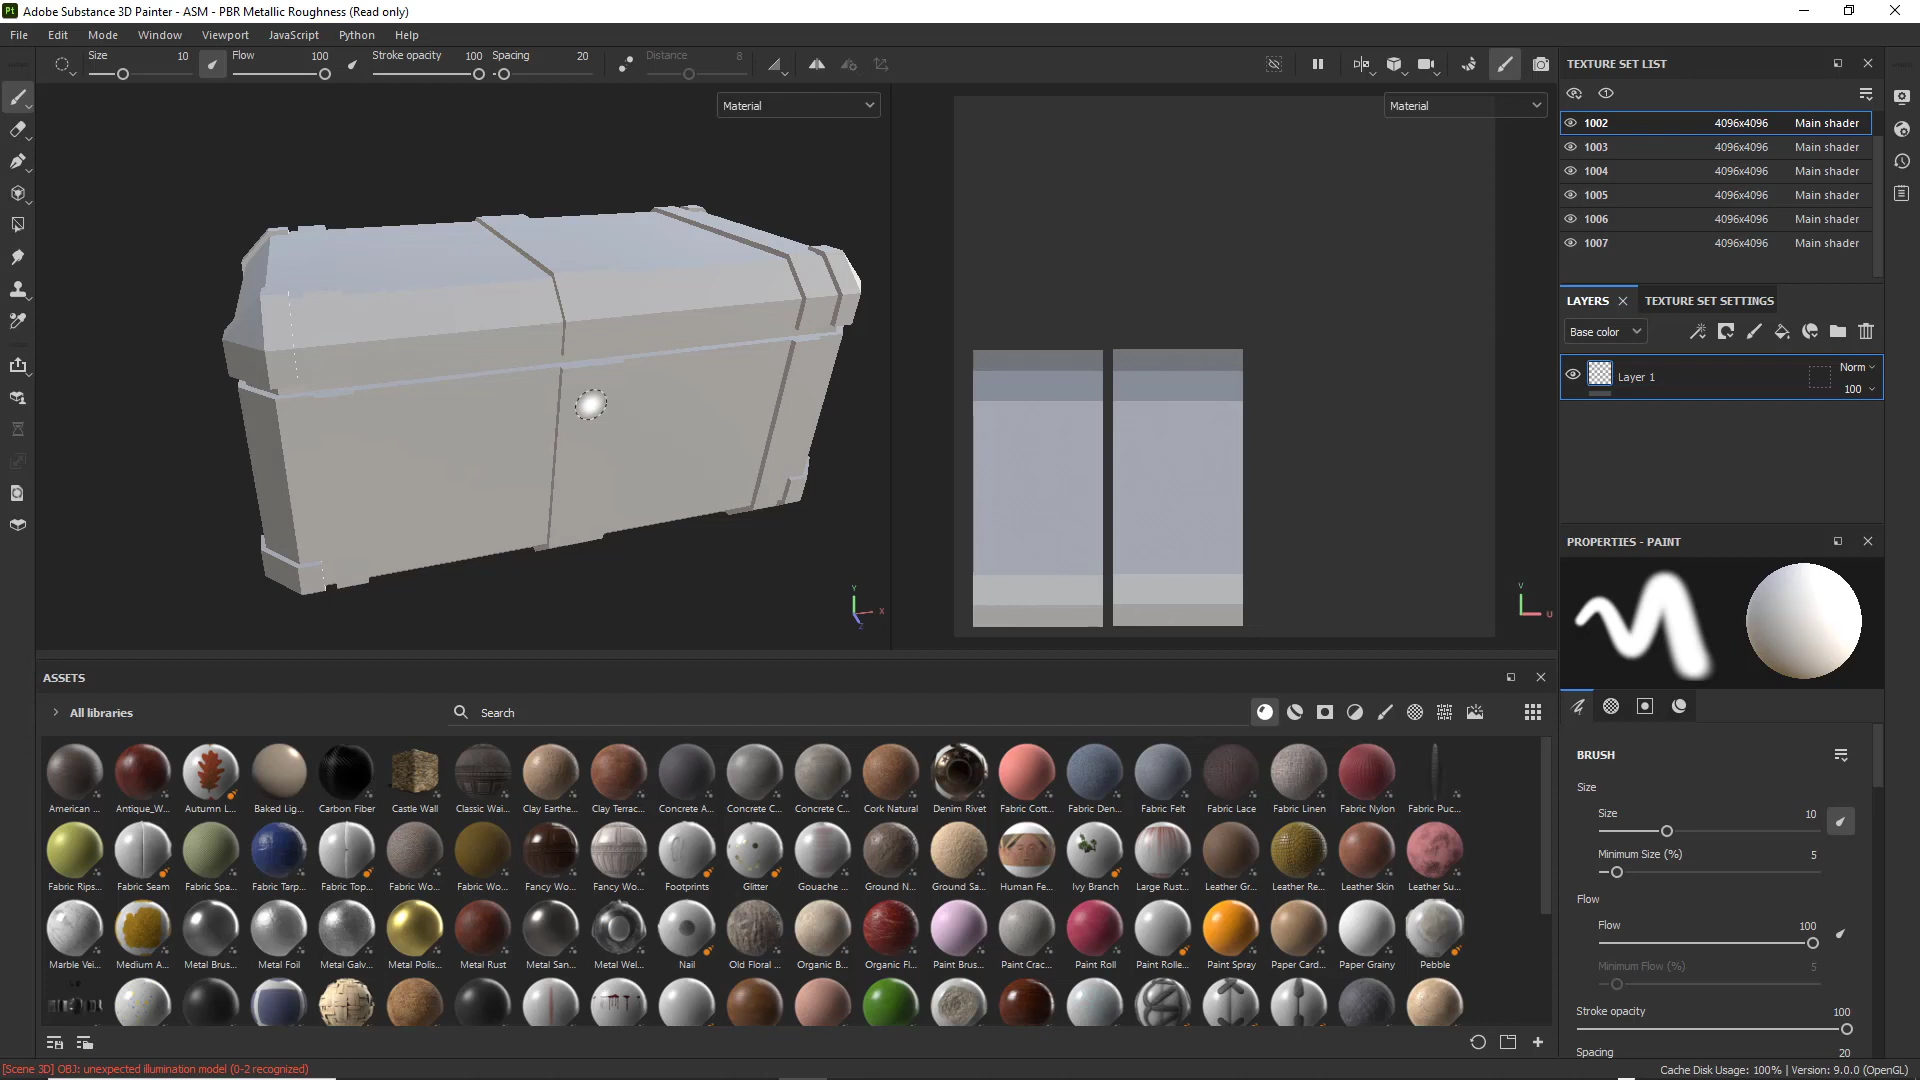 Pt Adobe Substance 3D Painter - ASM - PBR Metallic Roughness (Read only)
File Edit Mode Window Viewport JavaScript Python Help
Size 10 Flow 100 Stroke opacity 100 Spacing 20 Distance 8
Material
Material
TEXTURE SET LIST
1002 4096x4096 Main shader
1003 4096x4096 Main shader
1004 4096x4096 Main shader
1005 4096x4096 Main shader
1006 4096x4096 Main shader
1007 4096x4096 Main shader
LAYERS TEXTURE SET SETTINGS
Base color
Layer 1 Norm
100
Y X Z
V U
PROPERTIES - PAINT
BRUSH
Size
Size 10
Minimum Size (%) 5
Flow
Flow 100
Minimum Flow (%) 5
Stroke opacity 100
Spacing 20
ASSETS
All libraries Search
American ... Antique_W... Autumn L... Baked Lig... Carbon Fiber Castle Wall Classic Wai... Clay Earthe... Clay Terrac... Concrete A... Concrete C... Concrete C... Cork Natural Denim Rivet Fabric Cott... Fabric Den... Fabric Felt Fabric Lace Fabric Linen Fabric Nylon Fabric Puc...
Fabric Rips... Fabric Seam Fabric Spa... Fabric Tarp... Fabric Top... Fabric Wo... Fabric Wo... Fancy Wo... Fancy Wo... Footprints Glitter Gouache ... Ground N... Ground Sa... Human Fe... Ivy Branch Large Rust... Leather Gr... Leather Re... Leather Skin Leather Su...
Marble Vei... Medium A... Metal Brus... Metal Foil Metal Galv... Metal Polis... Metal Rust Metal San... Metal Wel... Nail Old Floral ... Organic B... Organic Fl... Paint Brus... Paint Crac... Paint Roll Paint Rolle... Paint Spray Paper Card... Paper Grainy Pebble
[Scene 3D] OBJ: unexpected illumination model (0-2 recognized)
Cache Disk Usage: 100% | Version: 9.0.0 (OpenGL)